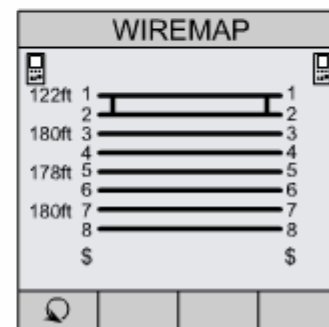 WIREMAP
122ft 1 1
2 2
180ft 3 3
4 4
178ft 5 5
6 6
180ft 7 7
8 8
$ $